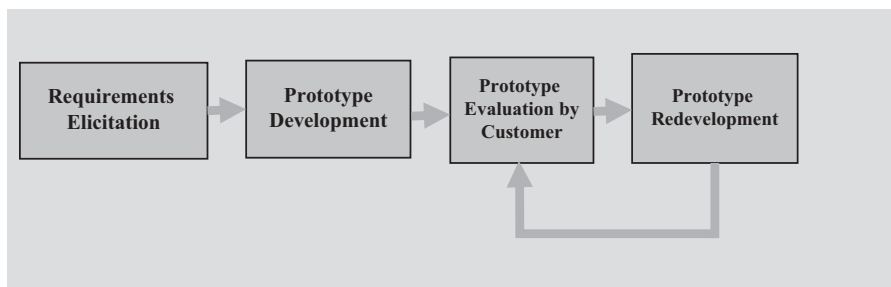 Requirements
Elicitation
Prototype
Development
Prototype
Evaluation by
Customer
Prototype
Redevelopment